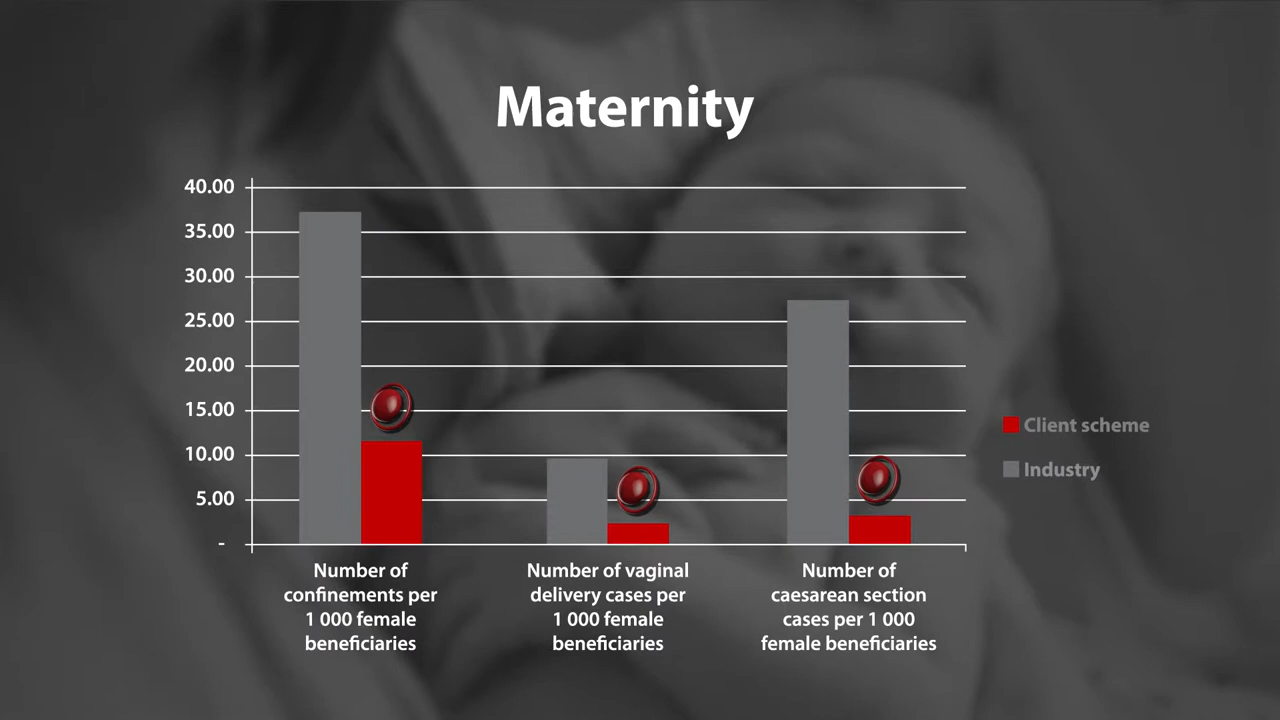 Maternity
40.00
35.00
30.00
25.00
20.00
15.00
10.00
5.00
-
Client scheme
Industry
Number of
confinements per
1 000 female
beneficiaries
Number of vaginal
delivery cases per
1 000 female
beneficiaries
Number of
caesarean section
cases per 1 000
female beneficiaries